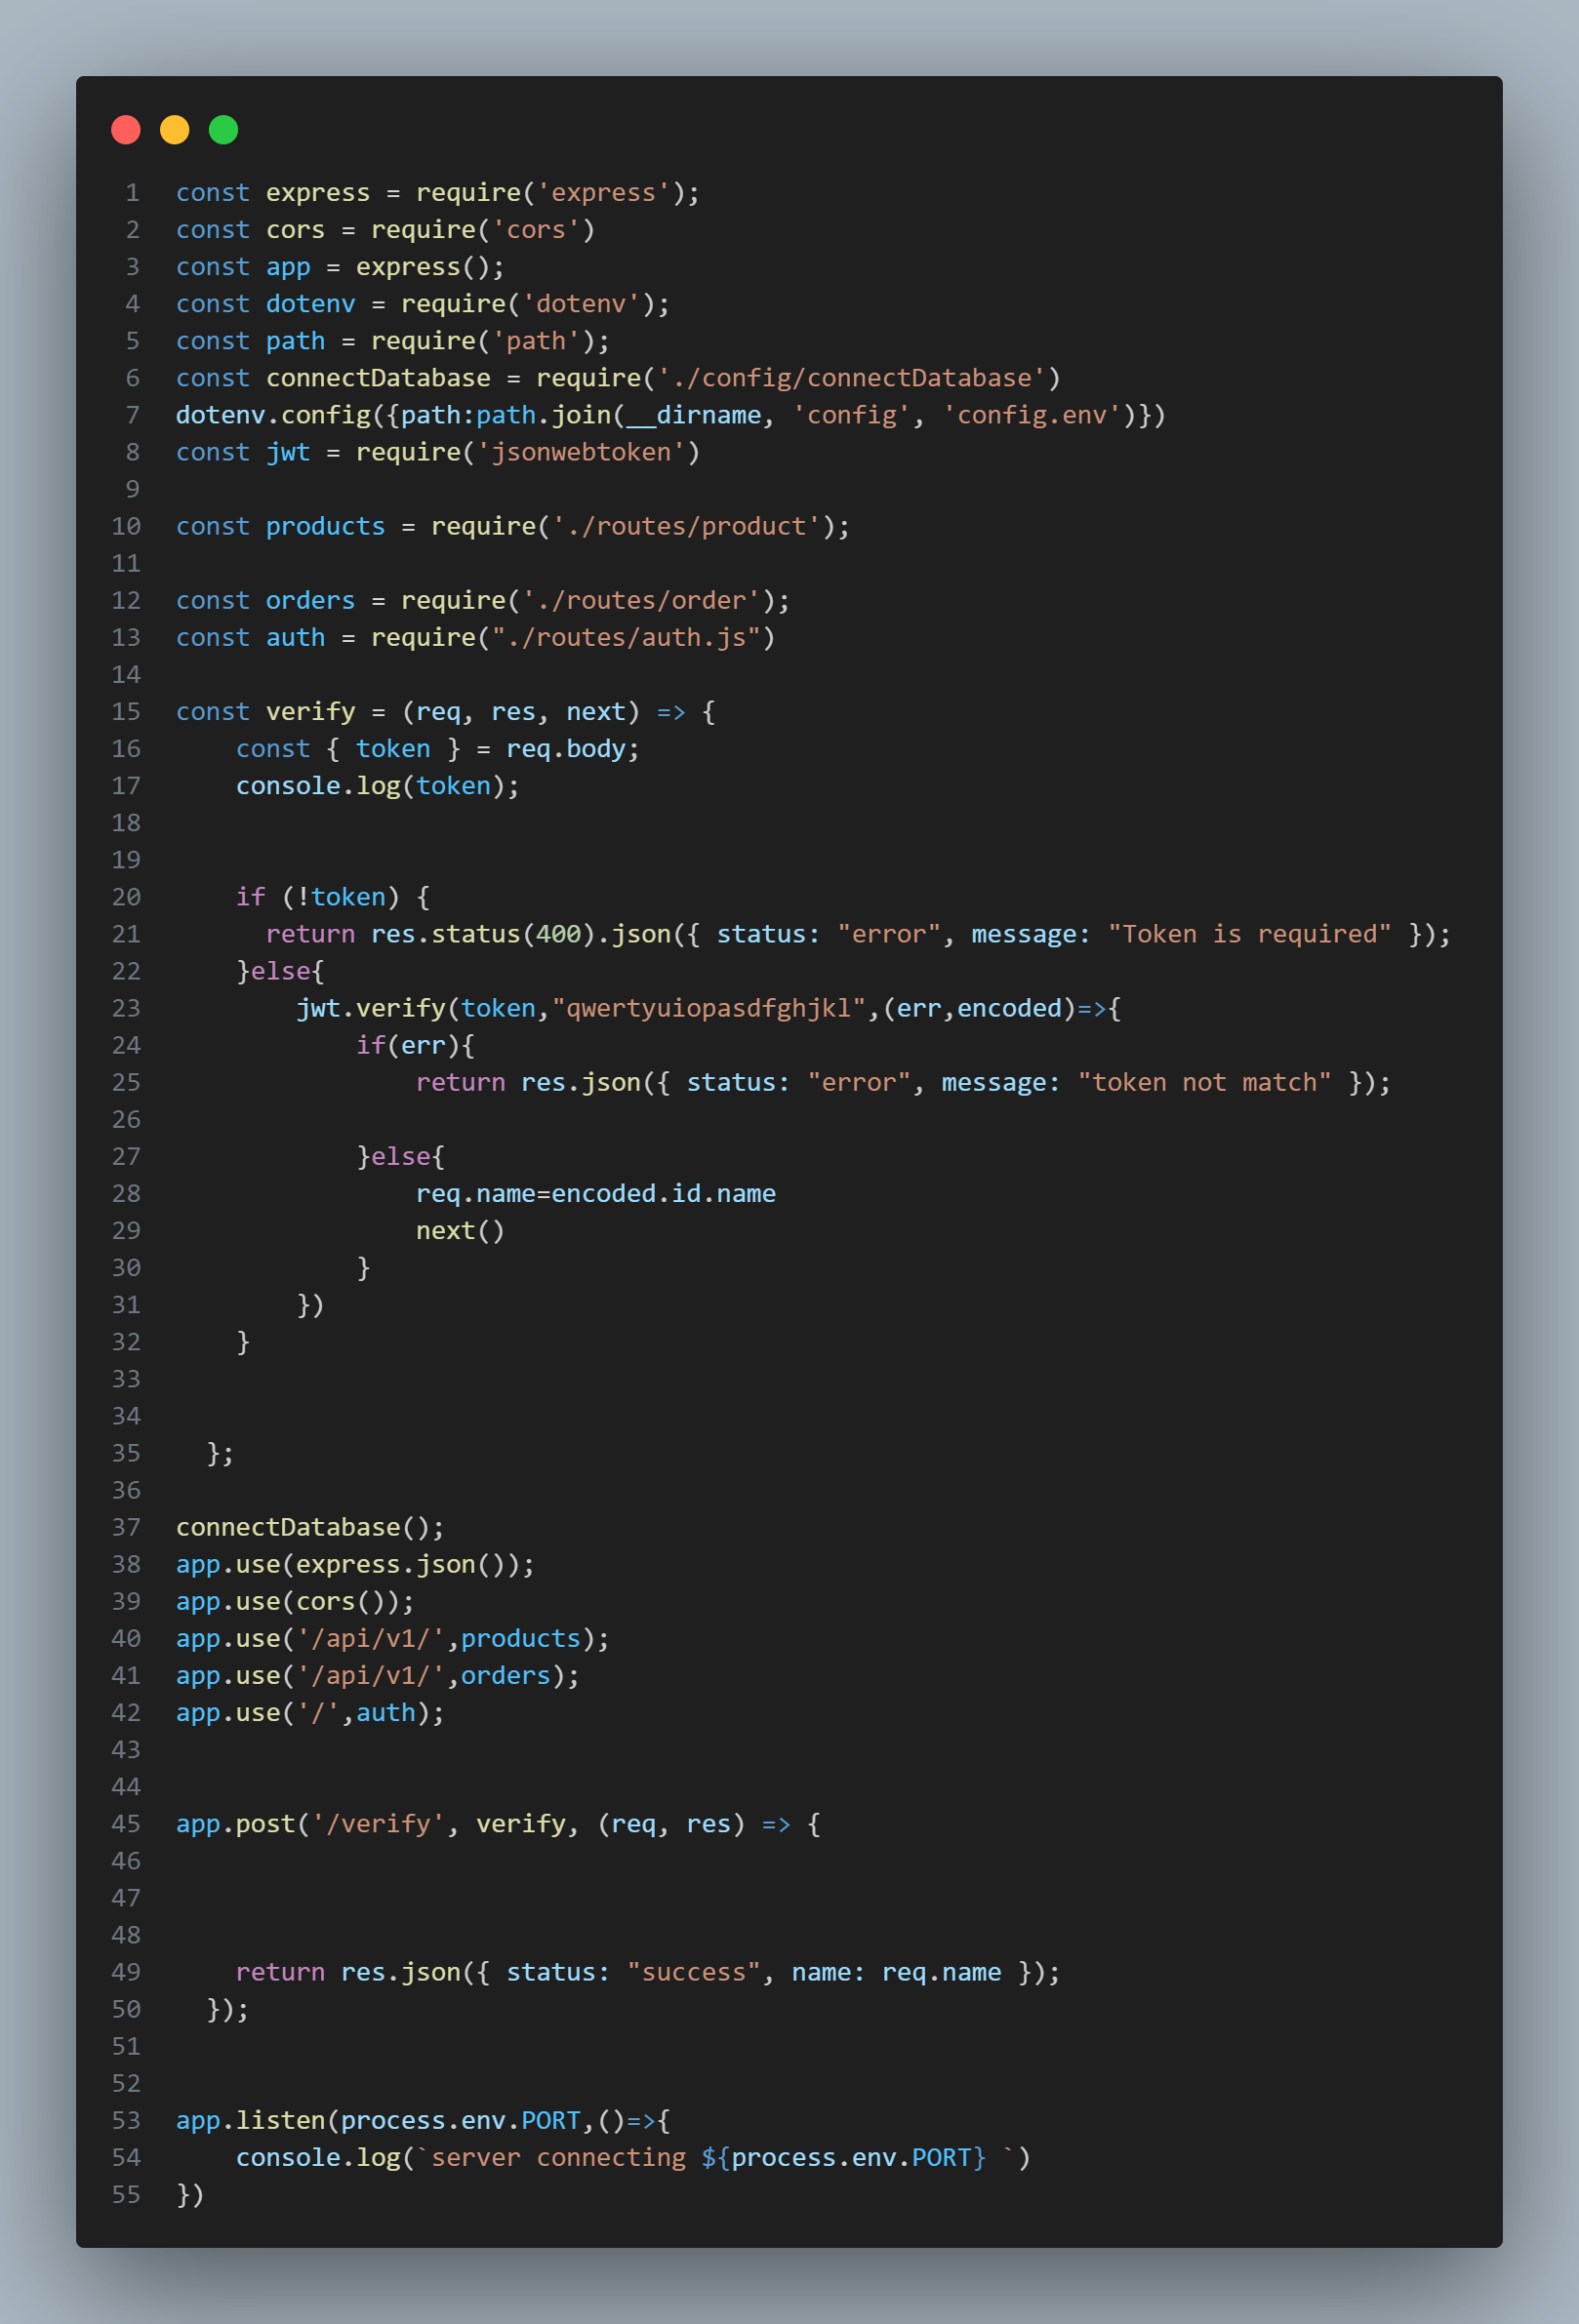 1 const express = require('express');
2 const cors = require('cors')
3 const app = express();
4 const dotenv = require('dotenv');
5 const path = require('path');
6 const connectDatabase = require('./config/connectDatabase')
7 dotenv.config({path:path.join(__dirname, 'config', 'config.env')})
8 const jwt = require('jsonwebtoken')
9
10 const products = require('./routes/product');
11
12 const orders = require('./routes/order');
13 const auth = require("./routes/auth.js")
14
15 const verify = (req, res, next) => {
16     const { token } = req.body;
17     console.log(token);
18
19
20     if (!token) {
21       return res.status(400).json({ status: "error", message: "Token is required" });
22     }else{
23         jwt.verify(token,"qwertyuiopasdfghjkl",(err,encoded)=>{
24             if(err){
25                 return res.json({ status: "error", message: "token not match" });
26
27             }else{
28                 req.name=encoded.id.name
29                 next()
30             }
31         })
32     }
33
34
35   };
36
37 connectDatabase();
38 app.use(express.json());
39 app.use(cors());
40 app.use('/api/v1/',products);
41 app.use('/api/v1/',orders);
42 app.use('/',auth);
43
44
45 app.post('/verify', verify, (req, res) => {
46
47
48
49     return res.json({ status: "success", name: req.name });
50   });
51
52
53 app.listen(process.env.PORT,()=>{
54     console.log(`server connecting ${process.env.PORT} `)
55 })